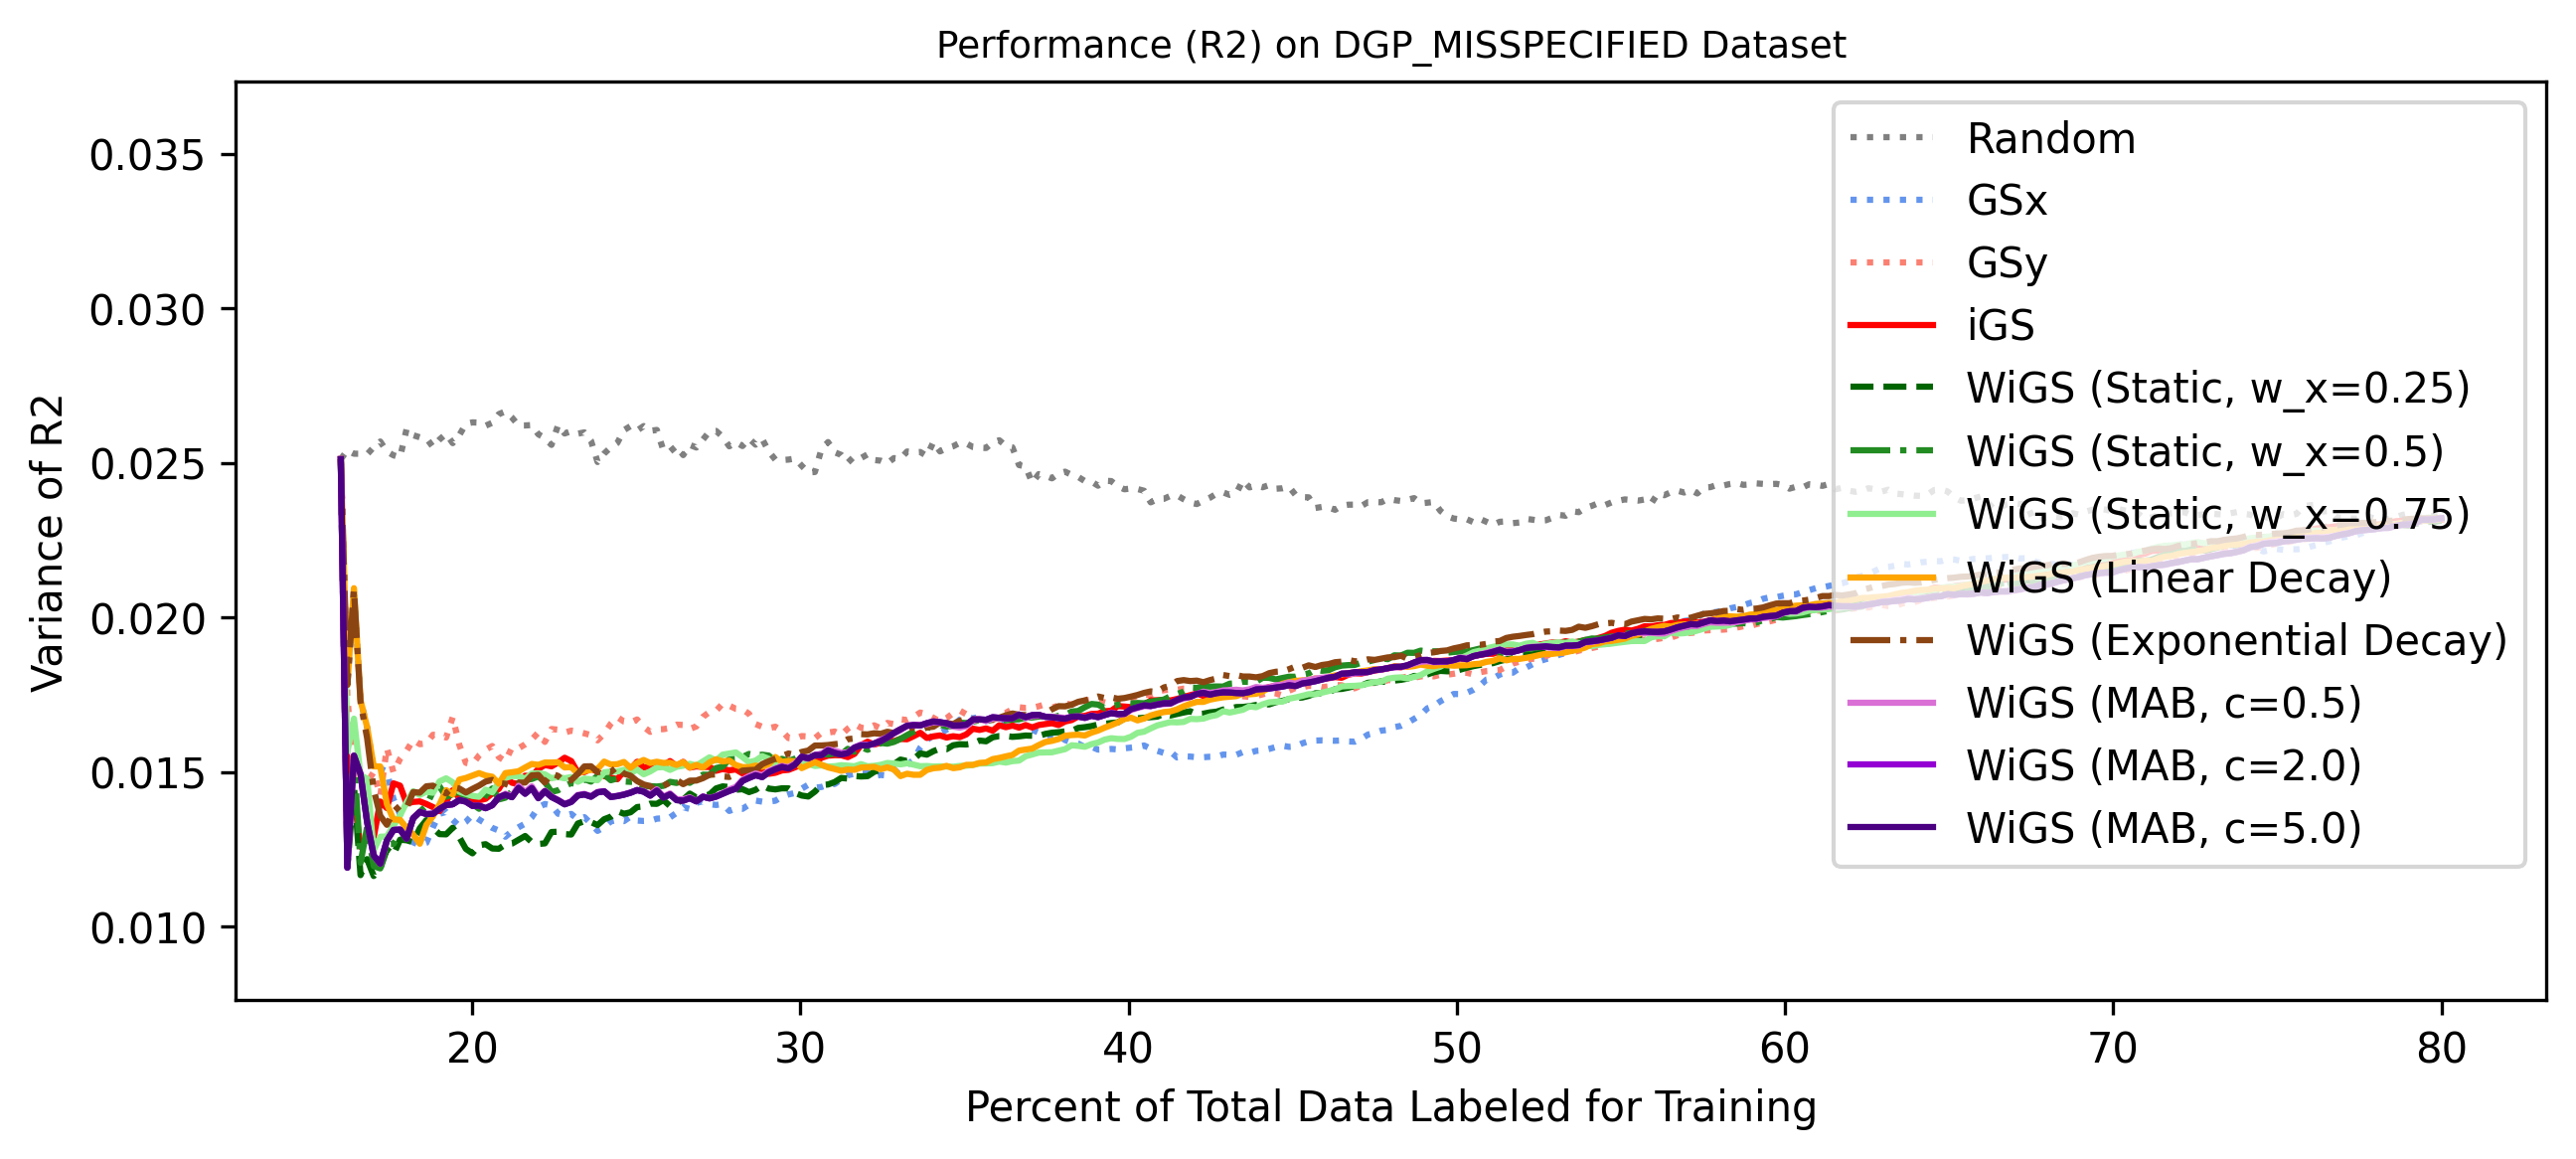 Performance (R2) on DGP_MISSPECIFIED Dataset
Variance of R2
0.035
0.030
0.025
0.020
0.015
0.010
Random
GSx
GSy
iGS
WiGS (Static, w_x=0.25)
WiGS (Static, w_x=0.5)
WiGS (Static, w_x=0.75)
WiGS (Linear Decay)
WiGS (Exponential Decay)
WiGS (MAB, c=0.5)
WiGS (MAB, c=2.0)
WiGS (MAB, c=5.0)
20 30 40 50 60 70 80
Percent of Total Data Labeled for Training